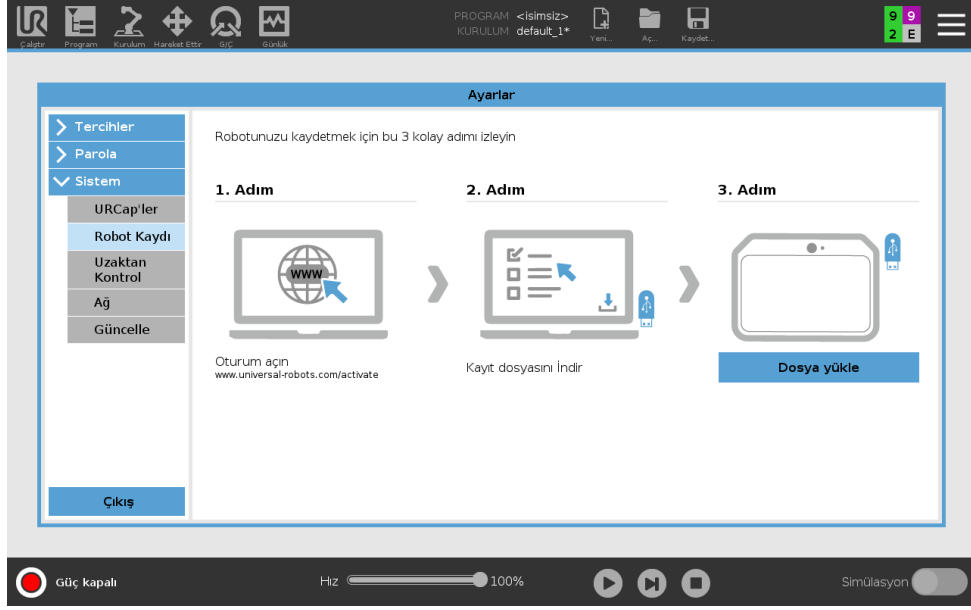 UR
PROGRAM <isimsiz>
KURULUM default_1*
Çalıştır Program Kurulum Hareket Ettir G/Ç Günlük
Yeni... Aç... Kaydet...
9 9
2 E
Ayarlar
Tercihler
Parola
Sistem
URCap'ler
Robot Kaydı
Uzaktan
Kontrol
Ağ
Güncelle
Çıkış
Robotunuzu kaydetmek için bu 3 kolay adımı izleyin
1. Adım
2. Adım
3. Adım
www
Oturum açın
www.universal-robots.com/activate
Kayıt dosyasını İndir
Dosya yükle
Güç kapalı
Hız 100%
Simülasyon